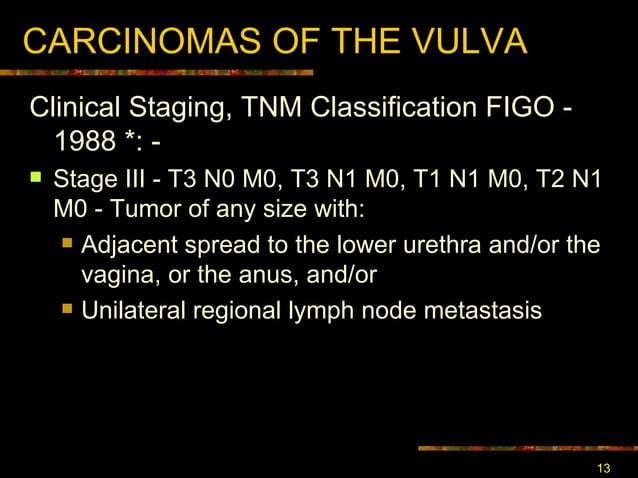 CARCINOMAS OF THE VULVA
Clinical Staging, TNM Classification FIGO -
1988 *: -
Stage III - T3 N0 M0, T3 N1 M0, T1 N1 M0, T2 N1
M0 - Tumor of any size with:
Adjacent spread to the lower urethra and/or the
vagina, or the anus, and/or
Unilateral regional lymph node metastasis
13